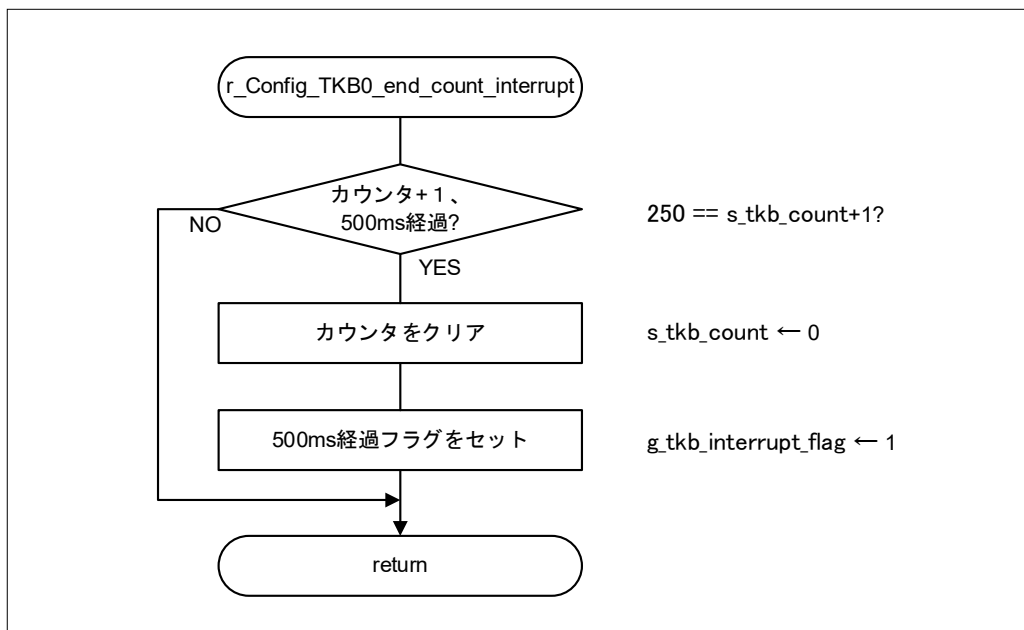 r_Config_TKB0_end_count_interrupt
カウンタ+１、
500ms経過?
250 == s_tkb_count+1?
NO
YES
カウンタをクリア
s_tkb_count ← 0
500ms経過フラグをセット
g_tkb_interrupt_flag ← 1
return